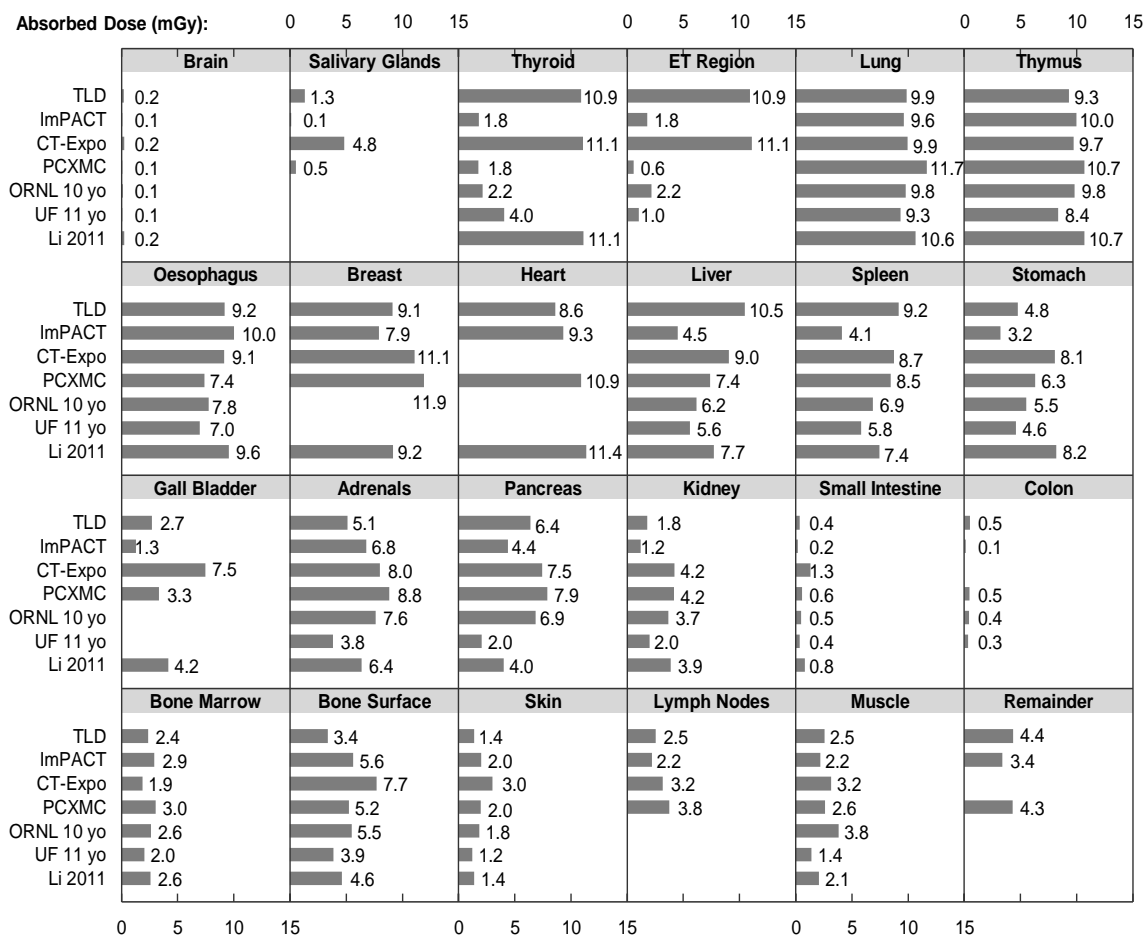 Absorbed Dose (mGy): 0 5 10 15 0 5 10 15 0 5 10 15
Brain Salivary Glands Thyroid ET Region Lung Thymus
TLD 0.2 1.3 10.9 10.9 9.9 9.3
ImPACT 0.1 0.1 1.8 1.8 9.6 10.0
CT-Expo 0.2 4.8 11.1 11.1 9.9 9.7
PCXMC 0.1 0.5 1.8 0.6 11.7 10.7
ORNL 10 yo 0.1 2.2 2.2 9.8 9.8
UF 11 yo 0.1 4.0 1.0 9.3 8.4
Li 2011 0.2 11.1 10.6 10.7
Oesophagus Breast Heart Liver Spleen Stomach
TLD 9.2 9.1 8.6 10.5 9.2 4.8
ImPACT 10.0 7.9 9.3 4.5 4.1 3.2
CT-Expo 9.1 11.1 9.0 8.7 8.1
PCXMC 7.4 11.9 10.9 7.4 8.5 6.3
ORNL 10 yo 7.8 6.2 6.9 5.5
UF 11 yo 7.0 5.6 5.8 4.6
Li 2011 9.6 9.2 11.4 7.7 7.4 8.2
Gall Bladder Adrenals Pancreas Kidney Small Intestine Colon
TLD 2.7 5.1 6.4 1.8 0.4 0.5
ImPACT 1.3 6.8 4.4 1.2 0.2 0.1
CT-Expo 7.5 8.0 7.5 4.2 1.3
PCXMC 3.3 8.8 7.9 4.2 0.6 0.5
ORNL 10 yo 7.6 6.9 3.7 0.5 0.4
UF 11 yo 3.8 2.0 2.0 0.4 0.3
Li 2011 4.2 6.4 4.0 3.9 0.8
Bone Marrow Bone Surface Skin Lymph Nodes Muscle Remainder
TLD 2.4 3.4 1.4 2.5 2.5 4.4
ImPACT 2.9 5.6 2.0 2.2 2.2 3.4
CT-Expo 1.9 7.7 3.0 3.2 3.2
PCXMC 3.0 5.2 2.0 3.8 2.6 4.3
ORNL 10 yo 2.6 5.5 1.8 3.8
UF 11 yo 2.0 3.9 1.2 1.4
Li 2011 2.6 4.6 1.4 2.1
0 5 10 15 0 5 10 15 0 5 10 15